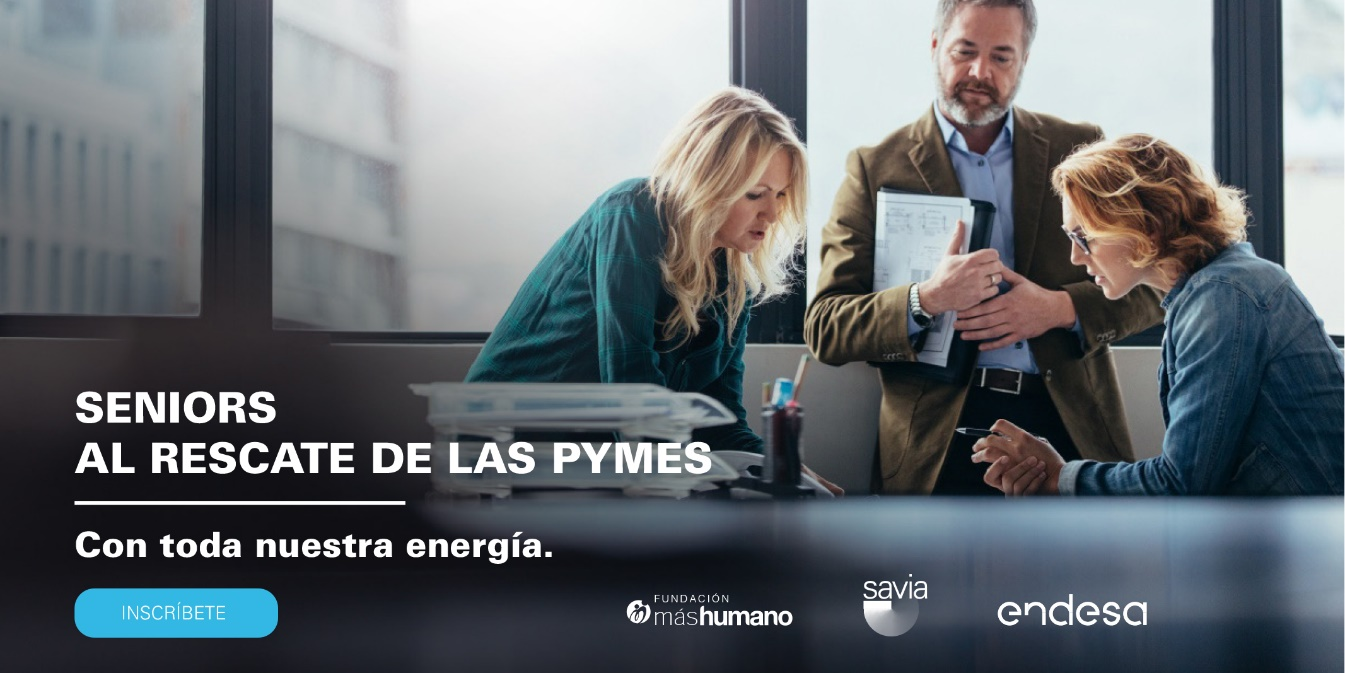 SENIORS
AL RESCATE DE LAS PYMES
Con toda nuestra energía.
INSCRÍBETE
FUNDACIÓN
máshumano
savia
endesa